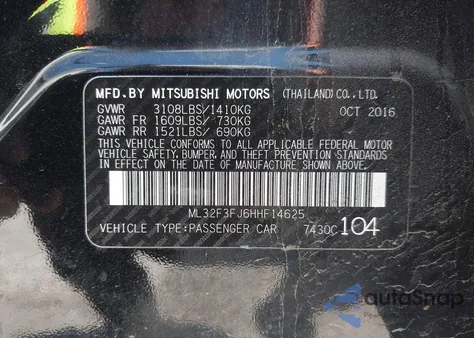 MFD.BY MITSUBISHI MOTORS (THAILAND)CO.,LTD.
GVWR 3108LBS/1410KG OCT 2016
GAWR FR 1609LBS/ 730KG
GAWR RR 1521LBS/ 690KG
THIS VEHICLE CONFORMS TO ALL APPLICABLE FEDERAL MOTOR
VEHICLE SAFETY, BUMPER, AND THEFT PREVENTION STANDARDS
IN EFFECT ON THE DATE OF MANUFACTURE SHOWN ABOVE.
ML32F3FJ6HHF14625
VEHICLE TYPE:PASSENGER CAR 7430C 104
autoSnap